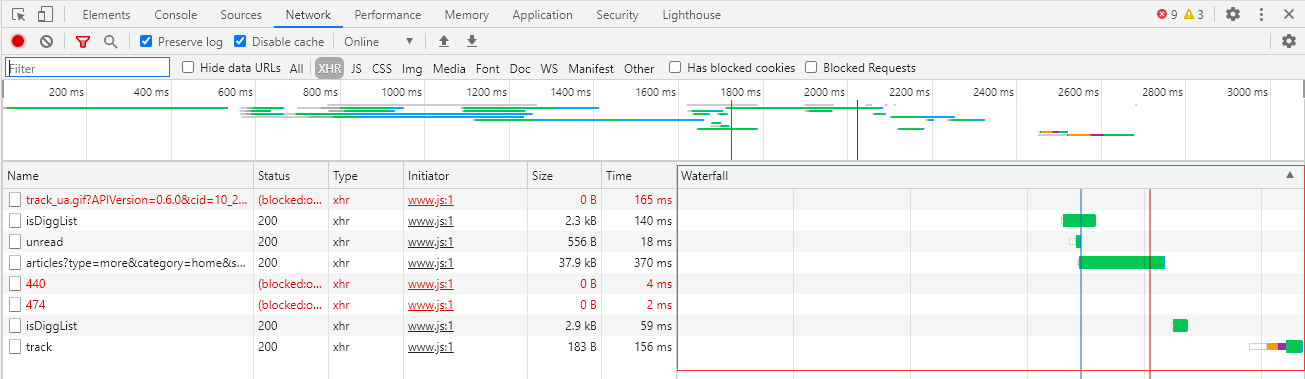 Elements Console Sources Network Performance Memory Application Security Lighthouse 9 3
Preserve log Disable cache Online
Filter Hide data URLs All XHR JS CSS Img Media Font Doc WS Manifest Other Has blocked cookies Blocked Requests
200 ms 400 ms 600 ms 800 ms 1000 ms 1200 ms 1400 ms 1600 ms 1800 ms 2000 ms 2200 ms 2400 ms 2600 ms 2800 ms 3000 ms
Name Status Type Initiator Size Time Waterfall
track_ua.gif?APIVersion=0.6.0&cid=10_2... (blocked:o... xhr www.js:1 0 B 165 ms
isDiggList 200 xhr www.js:1 2.3 kB 140 ms
unread 200 xhr www.js:1 556 B 18 ms
articles?type=more&category=home&s... 200 xhr www.js:1 37.9 kB 370 ms
440 (blocked:o... xhr www.js:1 0 B 4 ms
474 (blocked:o... xhr www.js:1 0 B 2 ms
isDiggList 200 xhr www.js:1 2.9 kB 59 ms
track 200 xhr www.js:1 183 B 156 ms